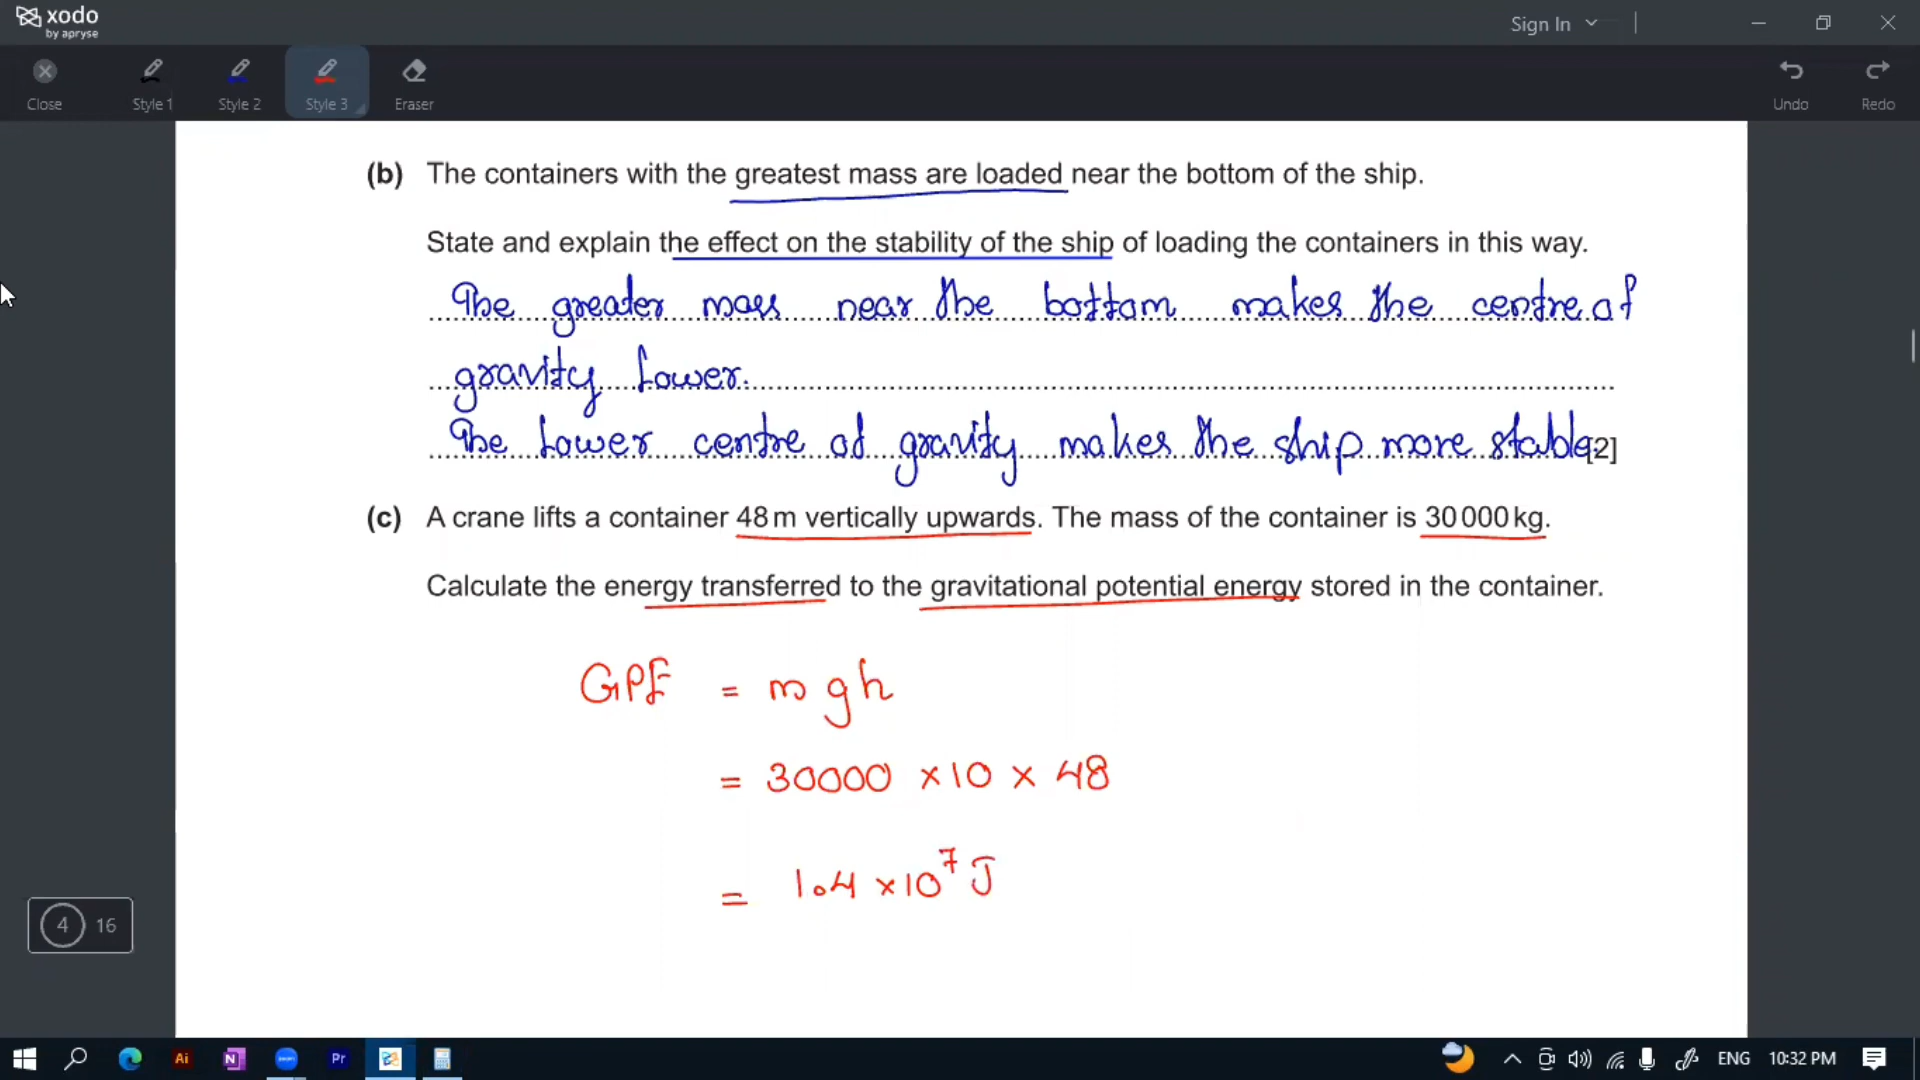 xodo
by apryse
Sign In
Close
Style 1
Style 2
Style 3
Eraser
Undo
Redo
(b) The containers with the greatest mass are loaded near the bottom of the ship.
State and explain the effect on the stability of the ship of loading the containers in this way.
The greater mass near the bottom makes the centre of
gravity lower.
The lower centre of gravity makes the ship more stable. [2]
(c) A crane lifts a container 48 m vertically upwards. The mass of the container is 30 000 kg.
Calculate the energy transferred to the gravitational potential energy stored in the container.
GPE = mgh
= 30000 × 10 × 48
= 1.4 × 10⁷ J
4 16
Ai
N
zoom
Pr
ENG
10:32 PM